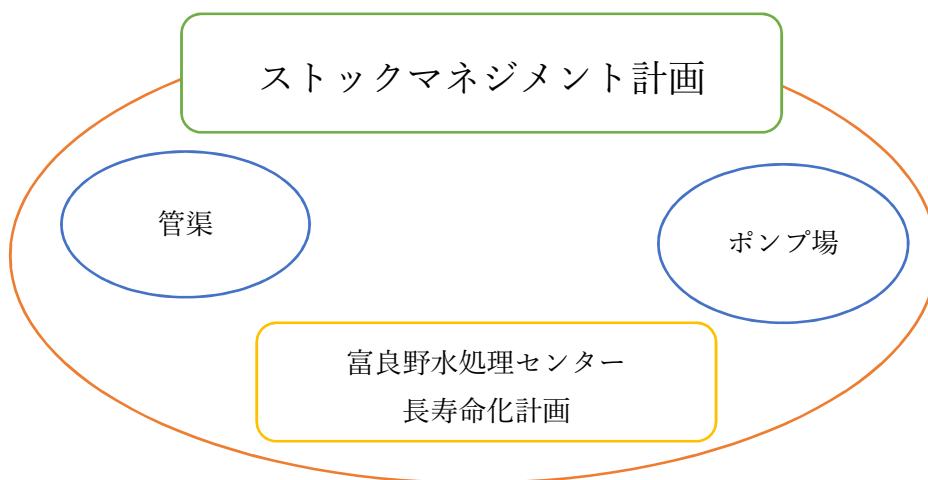 ストックマネジメント計画
管渠
ポンプ場
富良野水処理センター
長寿命化計画